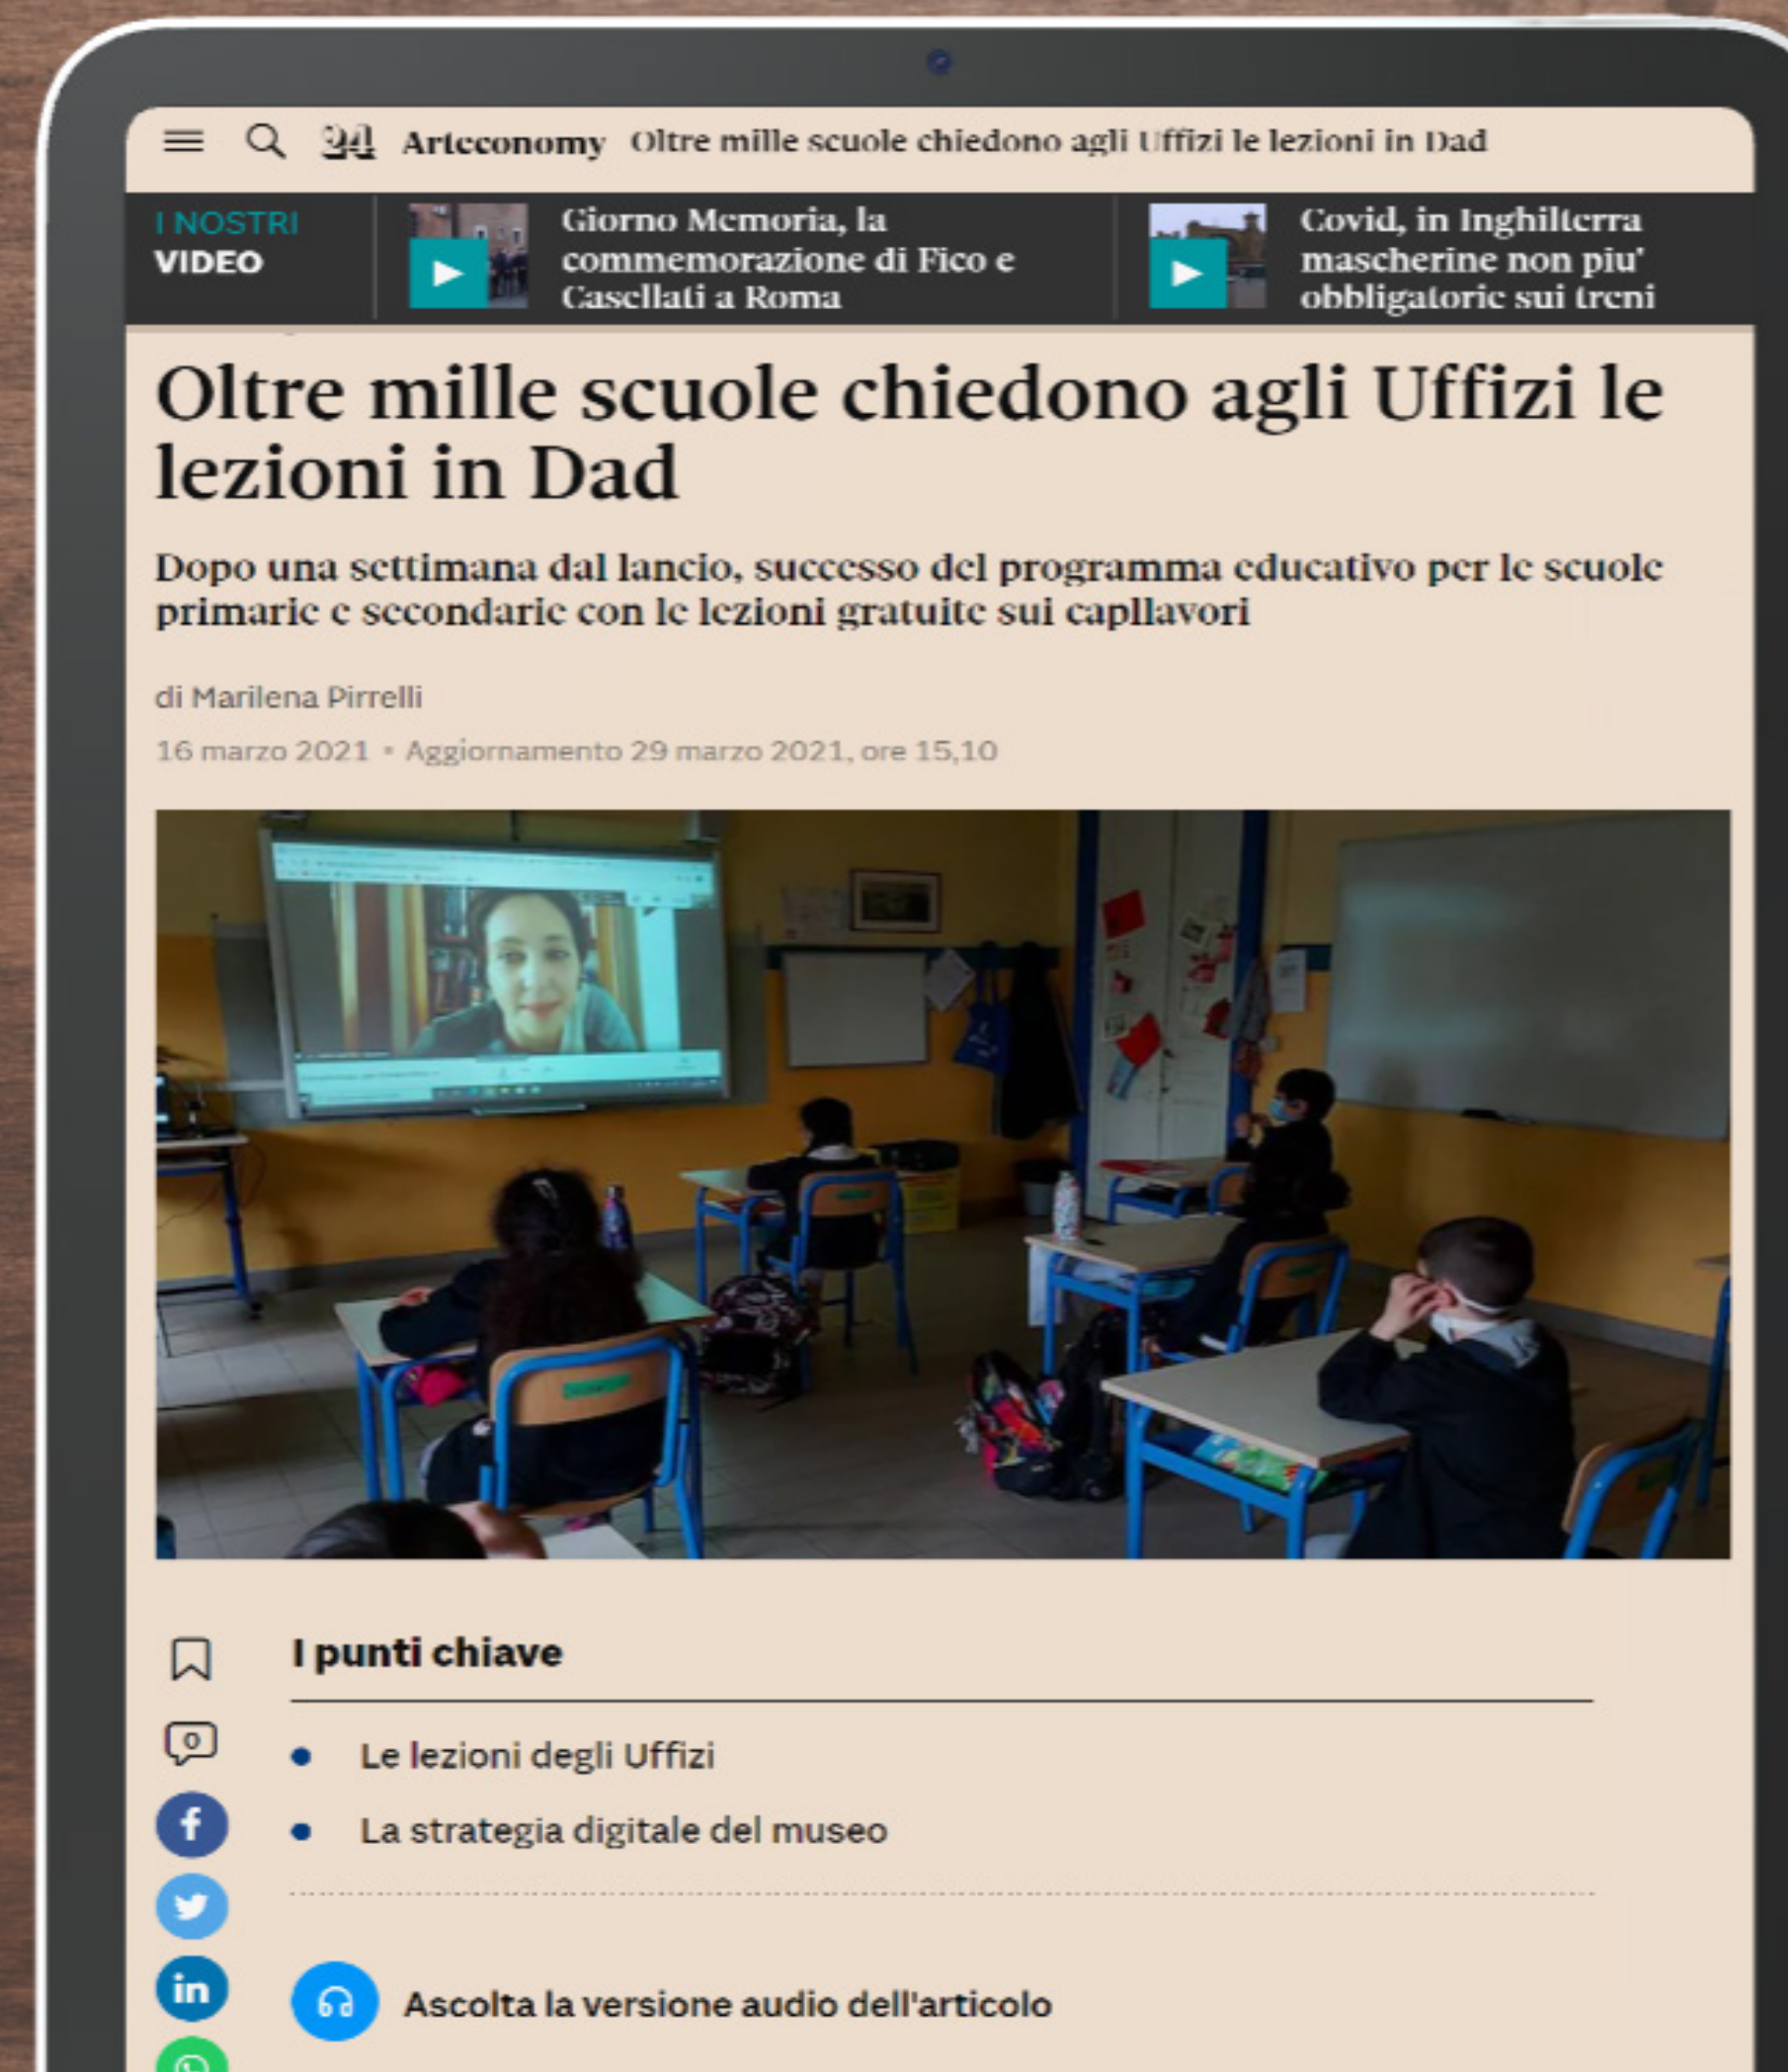 24 Arteconomy Oltre mille scuole chiedono agli Uffizi le lezioni in Dad
I NOSTRI
VIDEO
Giorno Memoria, la
commemorazione di Fico e
Casellati a Roma
Covid, in Inghilterra
mascherine non piu'
obbligatorie sui treni
Oltre mille scuole chiedono agli Uffizi le
lezioni in Dad
Dopo una settimana dal lancio, successo del programma educativo per le scuole
primarie e secondarie con le lezioni gratuite sui capllavori
di Marilena Pirrelli
16 marzo 2021 • Aggiornamento 29 marzo 2021, ore 15,10
I punti chiave
0
• Le lezioni degli Uffizi
• La strategia digitale del museo
f
in
Ascolta la versione audio dell'articolo